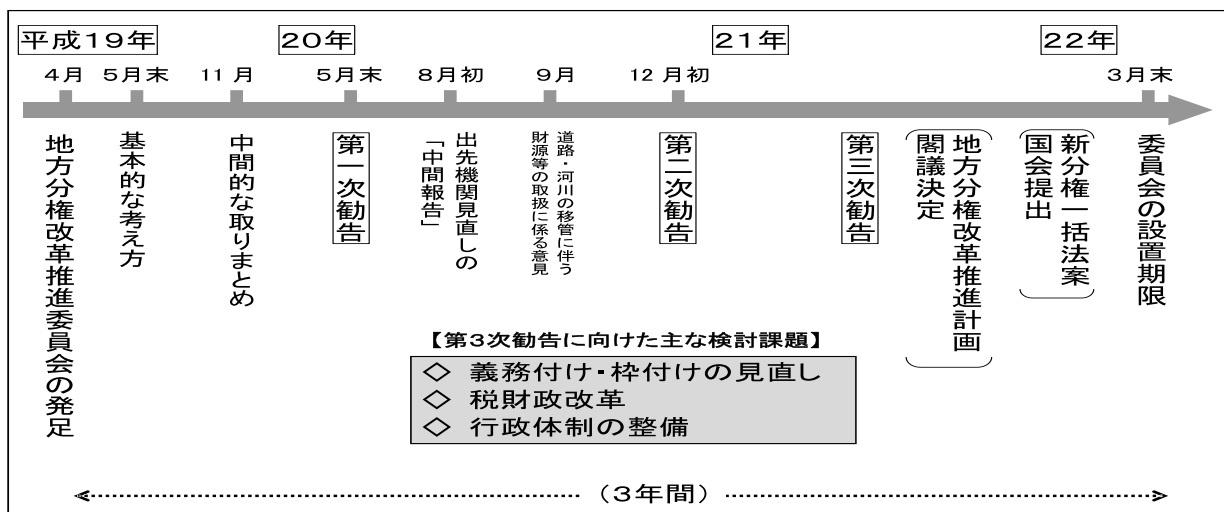 平成19年
20年
21年
22年
4月
5月末
11月
5月末
8月初
9月
12月初
3月末
地方分権改革推進委員会の発足
基本的な考え方
中間的な取りまとめ
第一次勧告
出先機関見直しの
「中間報告」
道路・河川の移管に伴う
財源等の取扱に係る意見
第二次勧告
第三次勧告
地方分権改革推進計画
閣議決定
新分権一括法案
国会提出
委員会の設置期限
【第3次勧告に向けた主な検討課題】
◇ 義務付け・枠付けの見直し
◇ 税財政改革
◇ 行政体制の整備
（3年間）